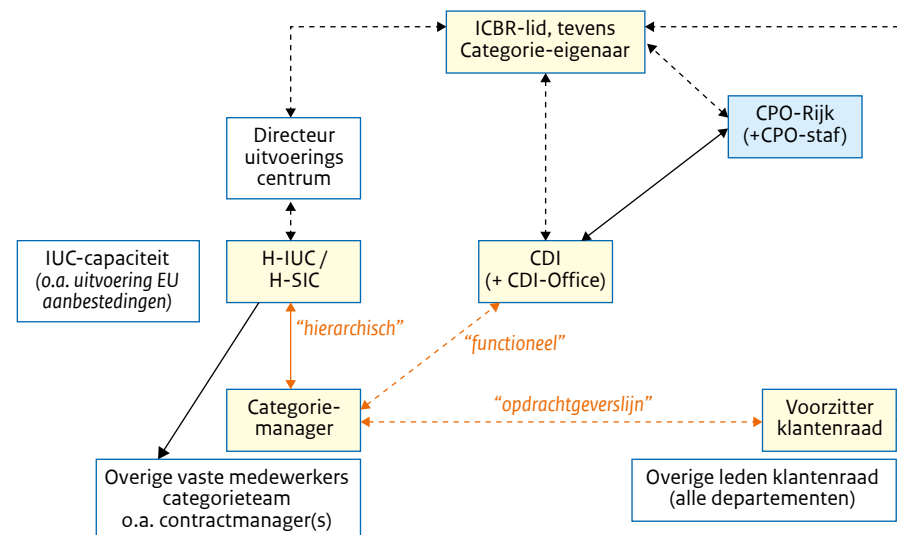 ICBR-lid, tevens
Categorie-eigenaar
CPO-Rijk
(+CPO-staf)
Directeur
uitvoerings
centrum
IUC-capaciteit
(o.a. uitvoering EU
aanbestedingen)
H-IUC /
H-SIC
CDI
(+ CDI-Office)
“hierarchisch”
“functioneel”
“opdrachtgeverslijn”
Categorie-
manager
Voorzitter
klantenraad
Overige vaste medewerkers
categorieteam
o.a. contractmanager(s)
Overige leden klantenraad
(alle departementen)